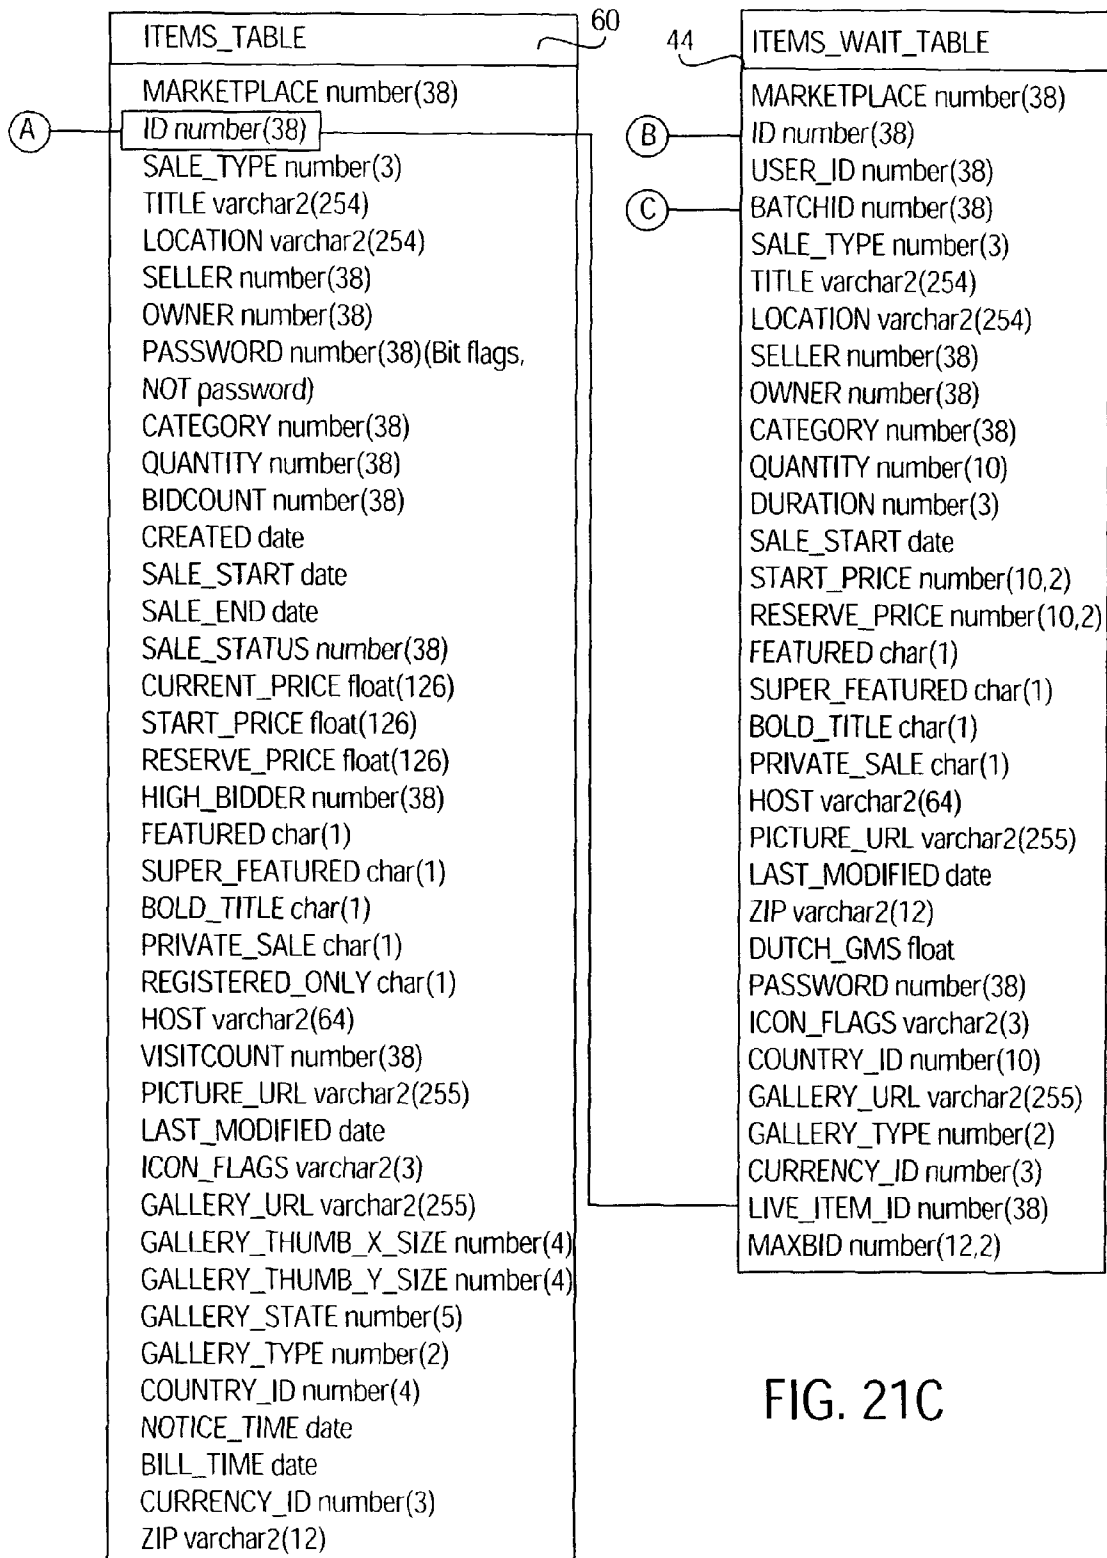 ITEMS_TABLE
60
A
MARKETPLACE number(38)
ID number(38)
SALE_TYPE number(3)
TITLE varchar2(254)
LOCATION varchar2(254)
SELLER number(38)
OWNER number(38)
PASSWORD number(38)(Bit flags,
NOT password)
CATEGORY number(38)
QUANTITY number(38)
BIDCOUNT number(38)
CREATED date
SALE_START date
SALE_END date
SALE_STATUS number(38)
CURRENT_PRICE float(126)
START_PRICE float(126)
RESERVE_PRICE float(126)
HIGH_BIDDER number(38)
FEATURED char(1)
SUPER_FEATURED char(1)
BOLD_TITLE char(1)
PRIVATE_SALE char(1)
REGISTERED_ONLY char(1)
HOST varchar2(64)
VISITCOUNT number(38)
PICTURE_URL varchar2(255)
LAST_MODIFIED date
ICON_FLAGS varchar2(3)
GALLERY_URL varchar2(255)
GALLERY_THUMB_X_SIZE number(4)
GALLERY_THUMB_Y_SIZE number(4)
GALLERY_STATE number(5)
GALLERY_TYPE number(2)
COUNTRY_ID number(4)
NOTICE_TIME date
BILL_TIME date
CURRENCY_ID number(3)
ZIP varchar2(12)
44
ITEMS_WAIT_TABLE
B
C
MARKETPLACE number(38)
ID number(38)
USER_ID number(38)
BATCHID number(38)
SALE_TYPE number(3)
TITLE varchar2(254)
LOCATION varchar2(254)
SELLER number(38)
OWNER number(38)
CATEGORY number(38)
QUANTITY number(10)
DURATION number(3)
SALE_START date
START_PRICE number(10,2)
RESERVE_PRICE number(10,2)
FEATURED char(1)
SUPER_FEATURED char(1)
BOLD_TITLE char(1)
PRIVATE_SALE char(1)
HOST varchar2(64)
PICTURE_URL varchar2(255)
LAST_MODIFIED date
ZIP varchar2(12)
DUTCH_GMS float
PASSWORD number(38)
ICON_FLAGS varchar2(3)
COUNTRY_ID number(10)
GALLERY_URL varchar2(255)
GALLERY_TYPE number(2)
CURRENCY_ID number(3)
LIVE_ITEM_ID number(38)
MAXBID number(12,2)
FIG. 21C